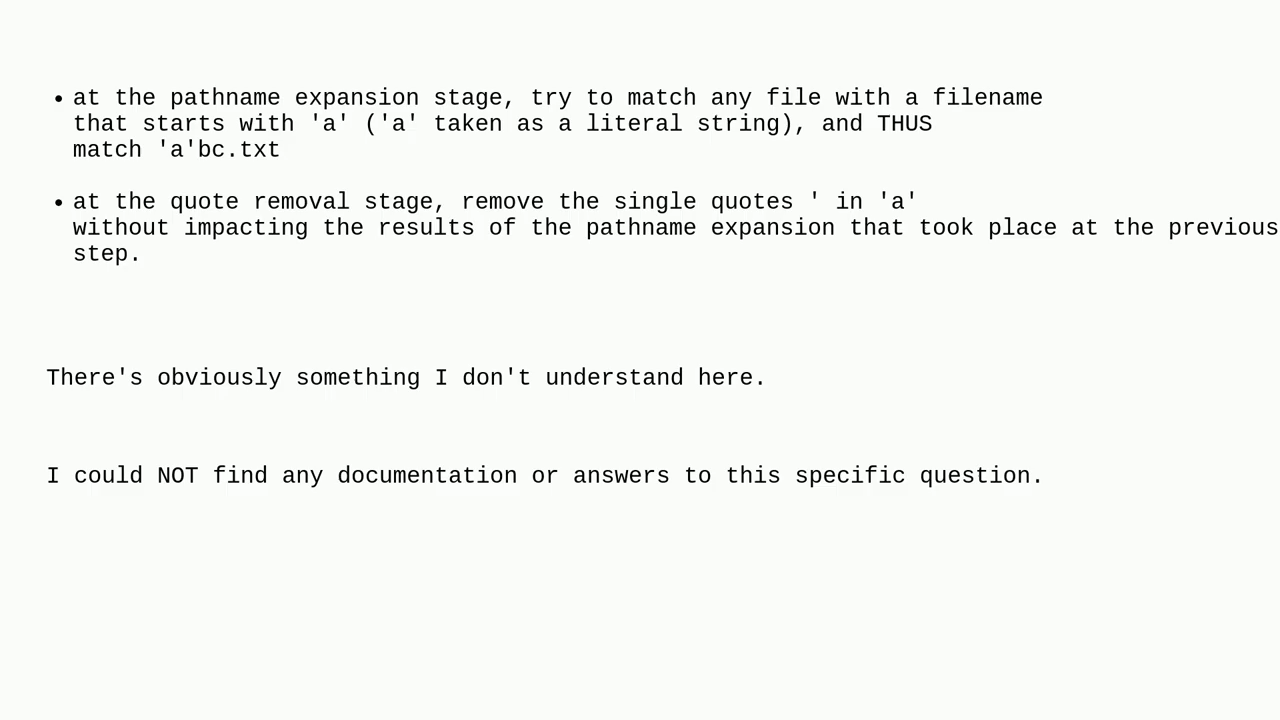 • at the pathname expansion stage, try to match any file with a filename
that starts with 'a' ('a' taken as a literal string), and THUS
match 'a'bc.txt
• at the quote removal stage, remove the single quotes ' in 'a'
without impacting the results of the pathname expansion that took place at the previous
step.
There's obviously something I don't understand here.
I could NOT find any documentation or answers to this specific question.